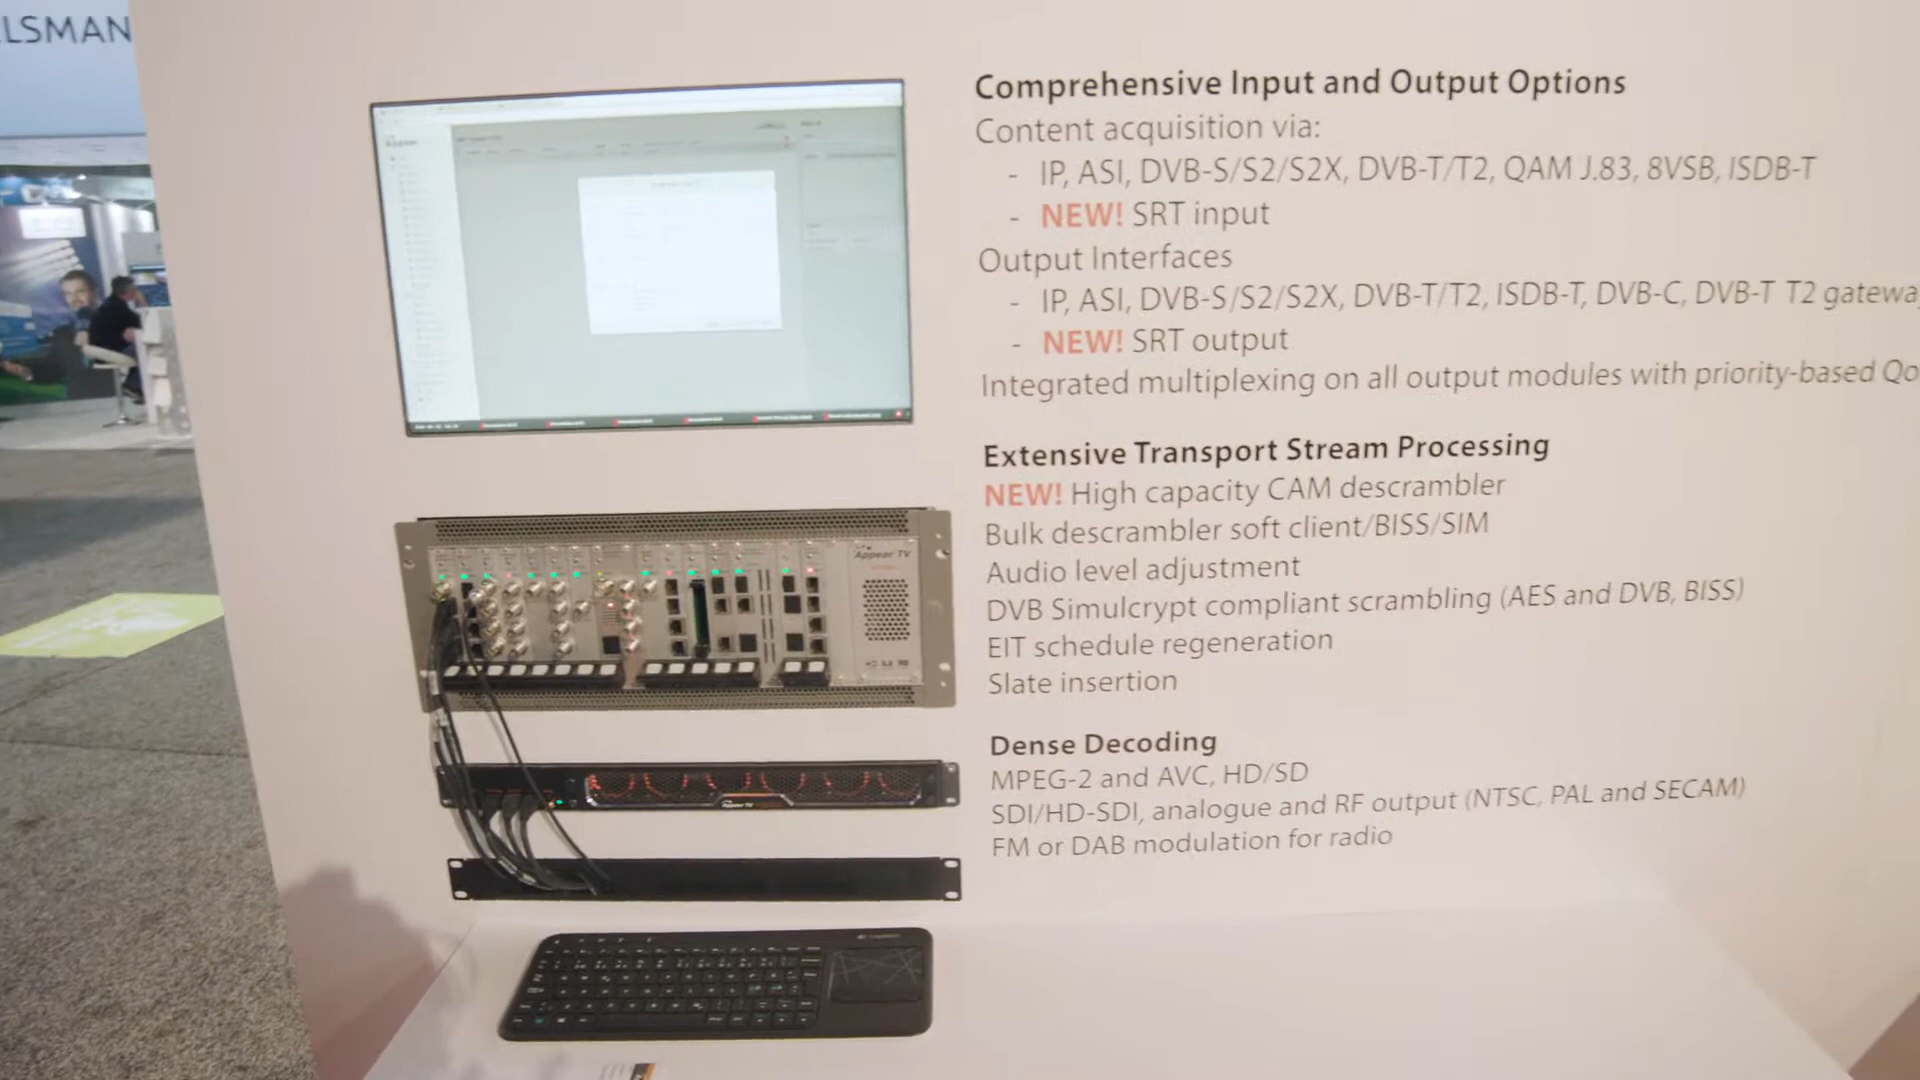 LSMAN
Comprehensive Input and Output Options
Content acquisition via:
- IP, ASI, DVB-S/S2/S2X, DVB-T/T2, QAM J.83, 8VSB, ISDB-T
- NEW! SRT input
Output Interfaces
- IP, ASI, DVB-S/S2/S2X, DVB-T/T2, ISDB-T, DVB-C, DVB-T T2 gateway
- NEW! SRT output
Integrated multiplexing on all output modules with priority-based Qo
Extensive Transport Stream Processing
NEW! High capacity CAM descrambler
Bulk descrambler soft client/BISS/SIM
Audio level adjustment
DVB Simulcrypt compliant scrambling (AES and DVB, BISS)
EIT schedule regeneration
Slate insertion
Dense Decoding
MPEG-2 and AVC, HD/SD
SDI/HD-SDI, analogue and RF output (NTSC, PAL and SECAM)
FM or DAB modulation for radio
Appear
Appear TV
Appear TV